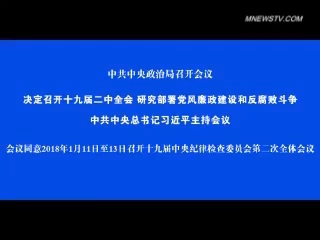 MNEWSTV.COM
中共中央政治局召开会议
决定召开十九届二中全会 研究部署党风廉政建设和反腐败斗争
中共中央总书记习近平主持会议
会议同意2018年1月11日至13日召开十九届中央纪律检查委员会第二次全体会议